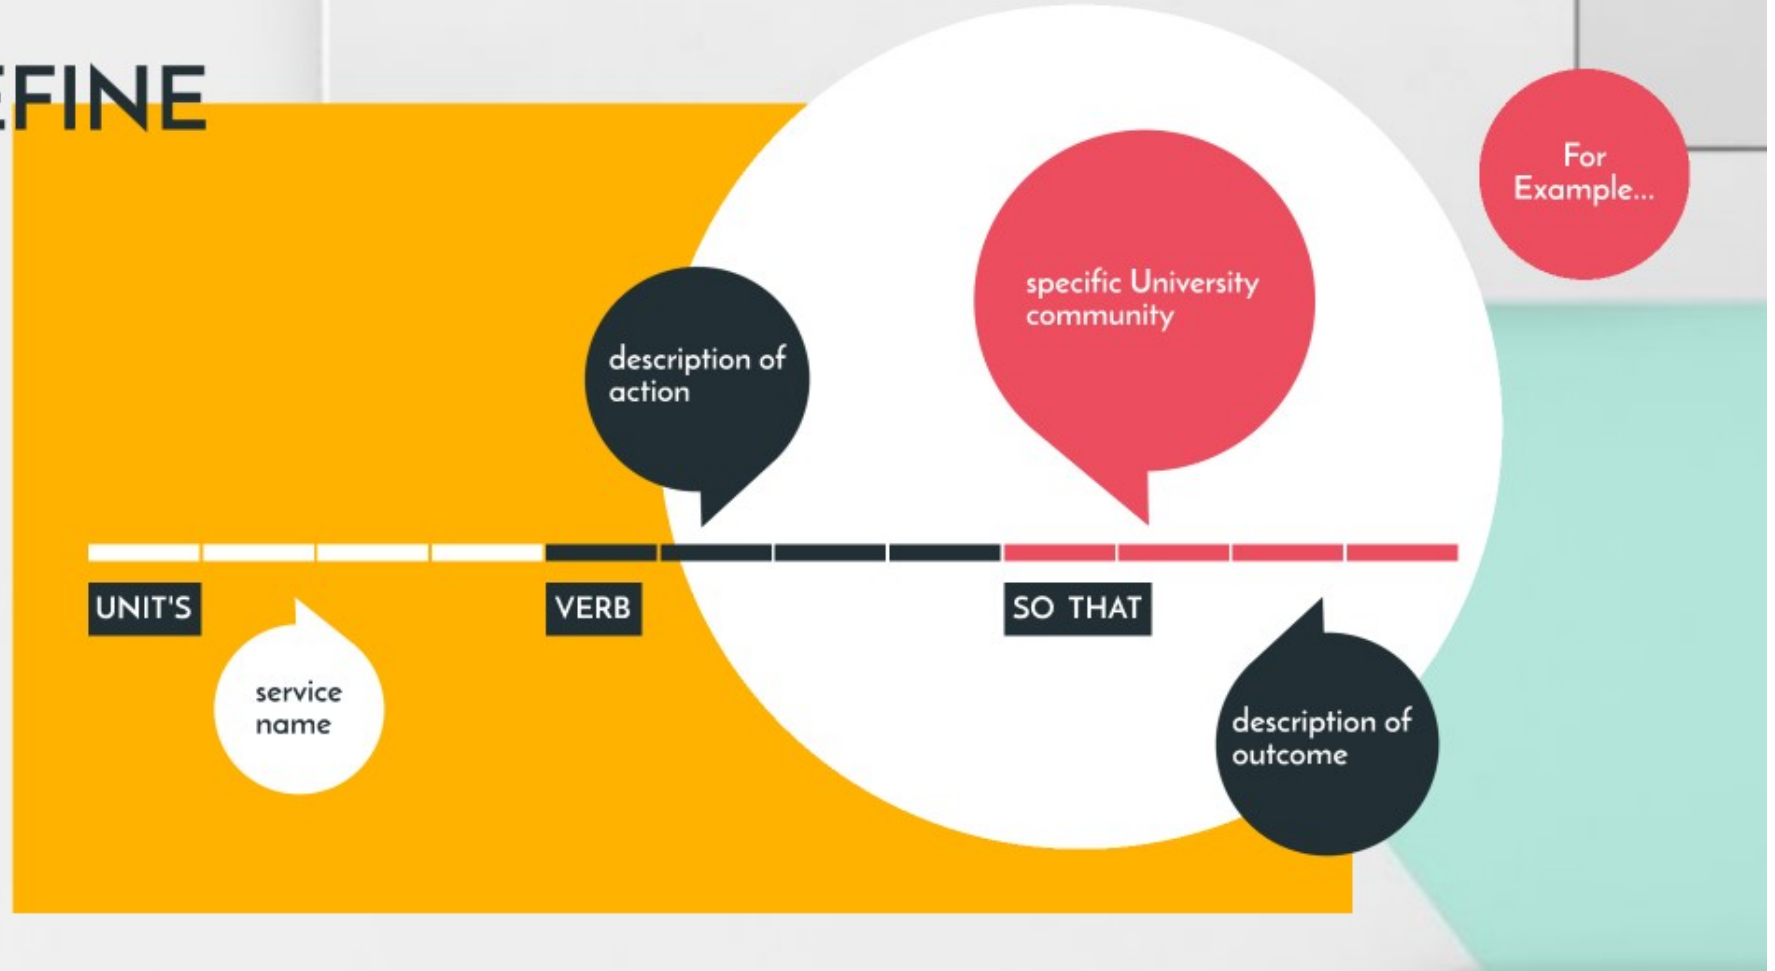 EFINE
For
Example...
specific University
community
description of
action
UNIT'S
VERB
SO THAT
service
name
description of
outcome